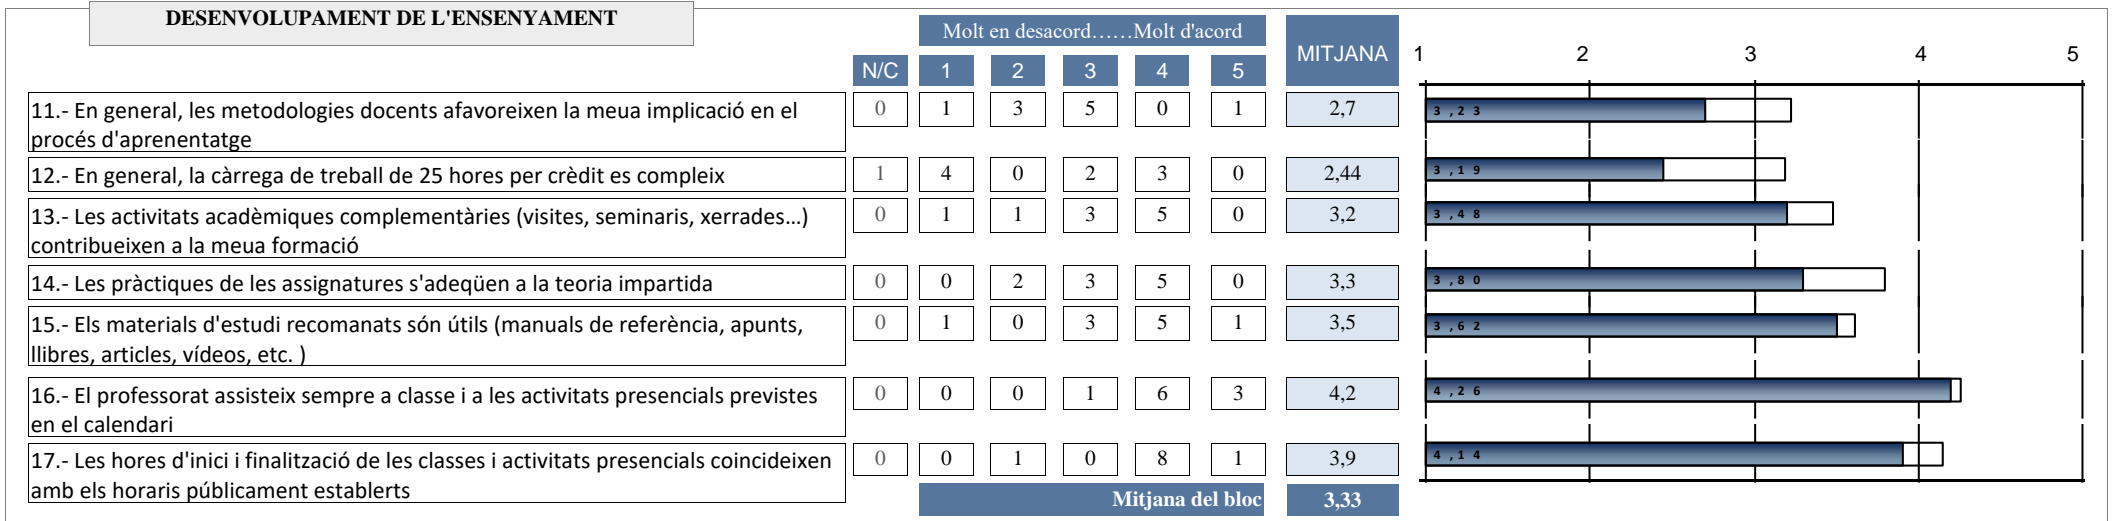 DESENVOLUPAMENT DE L'ENSENYAMENT
Molt en desacord……Molt d'acord
MITJANA
1 2 3 4 5
N/C 1 2 3 4 5
11.- En general, les metodologies docents afavoreixen la meua implicació en el
procés d'aprenentatge
0 1 3 5 0 1 2,7 3,23
12.- En general, la càrrega de treball de 25 hores per crèdit es compleix
1 4 0 2 3 0 2,44 3,19
13.- Les activitats acadèmiques complementàries (visites, seminaris, xerrades...)
contribueixen a la meua formació
0 1 1 3 5 0 3,2 3,48
14.- Les pràctiques de les assignatures s'adeqüen a la teoria impartida
0 0 2 3 5 0 3,3 3,80
15.- Els materials d'estudi recomanats són útils (manuals de referència, apunts,
llibres, articles, vídeos, etc. )
0 1 0 3 5 1 3,5 3,62
16.- El professorat assisteix sempre a classe i a les activitats presencials previstes
en el calendari
0 0 0 1 6 3 4,2 4,26
17.- Les hores d'inici i finalització de les classes i activitats presencials coincideixen
amb els horaris públicament establerts
0 0 1 0 8 1 3,9 4,14
Mitjana del bloc 3,33